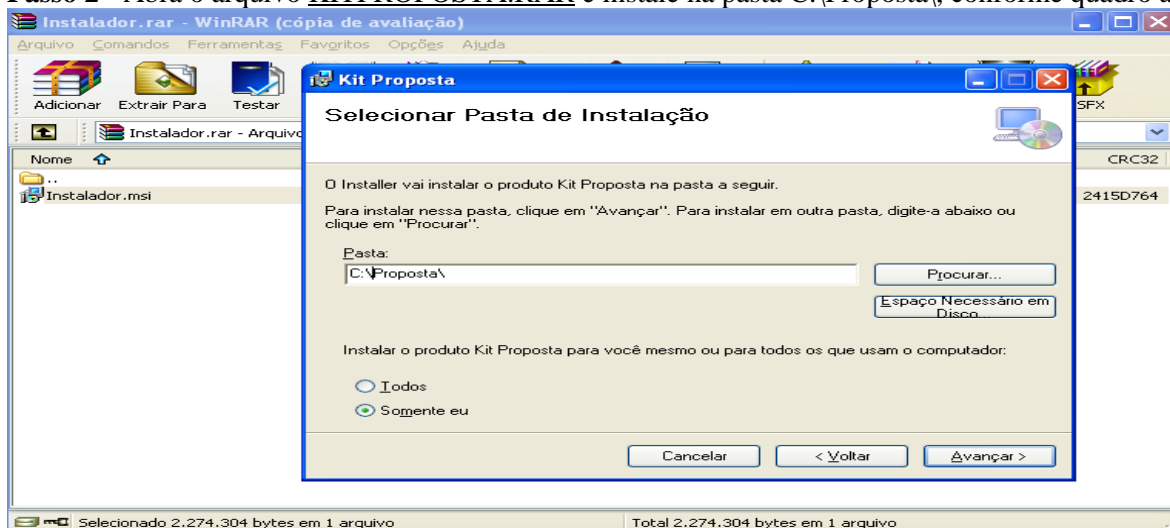 Passo 2 - Abra o arquivo KITPROPOSTA.RAR e instale na pasta C:\Proposta\, conforme quadro a
Instalador.rar - WinRAR (cópia de avaliação)
Arquivo Comandos Ferramentas Favoritos Opções Ajuda
Adicionar Extrair Para Testar SFX
Instalador.rar - Arquivo
Nome CRC32
..
Instalador.msi 2415D764
Kit Proposta
Selecionar Pasta de Instalação
O Installer vai instalar o produto Kit Proposta na pasta a seguir.
Para instalar nessa pasta, clique em "Avançar". Para instalar em outra pasta, digite-a abaixo ou
clique em "Procurar".
Pasta:
C:\Proposta\
Procurar...
Espaço Necessário em
Disco...
Instalar o produto Kit Proposta para você mesmo ou para todos os que usam o computador:
Todos
Somente eu
Cancelar < Voltar Avançar >
Selecionado 2.274.304 bytes em 1 arquivo Total 2.274.304 bytes em 1 arquivo